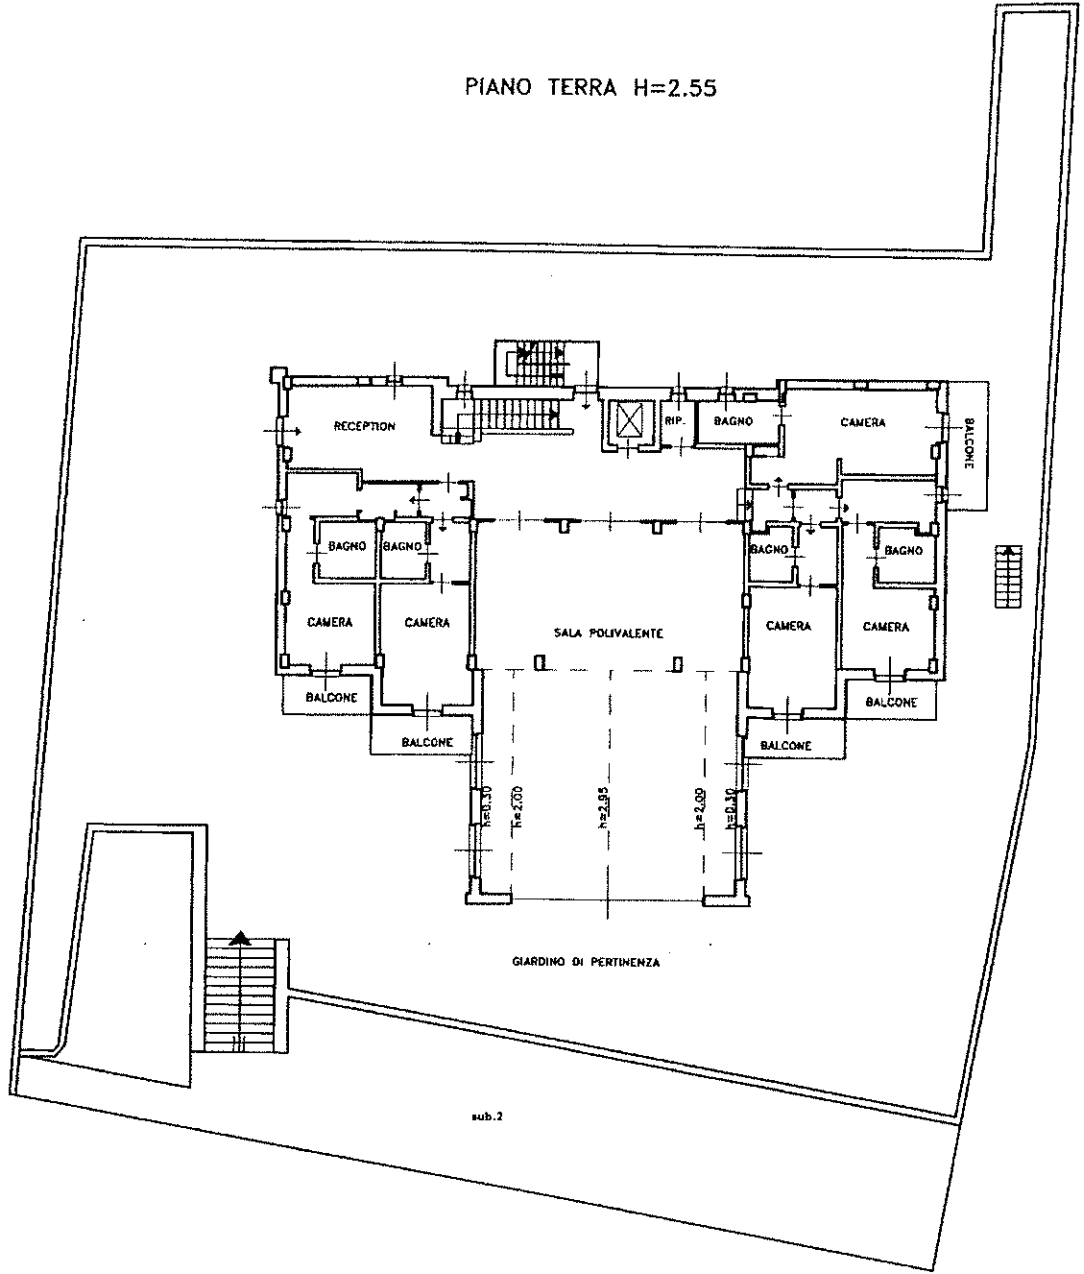 PIANO TERRA H=2.55
RECEPTION
RIP.
BAGNO
CAMERA
BALCONE
BAGNO
BAGNO
BAGNO
BAGNO
CAMERA
CAMERA
SALA POLIVALENTE
CAMERA
CAMERA
BALCONE
BALCONE
BALCONE
BALCONE
h=0.30
h=2.00
h=2.95
h=2.00
h=0.30
GIARDINO DI PERTINENZA
sub.2